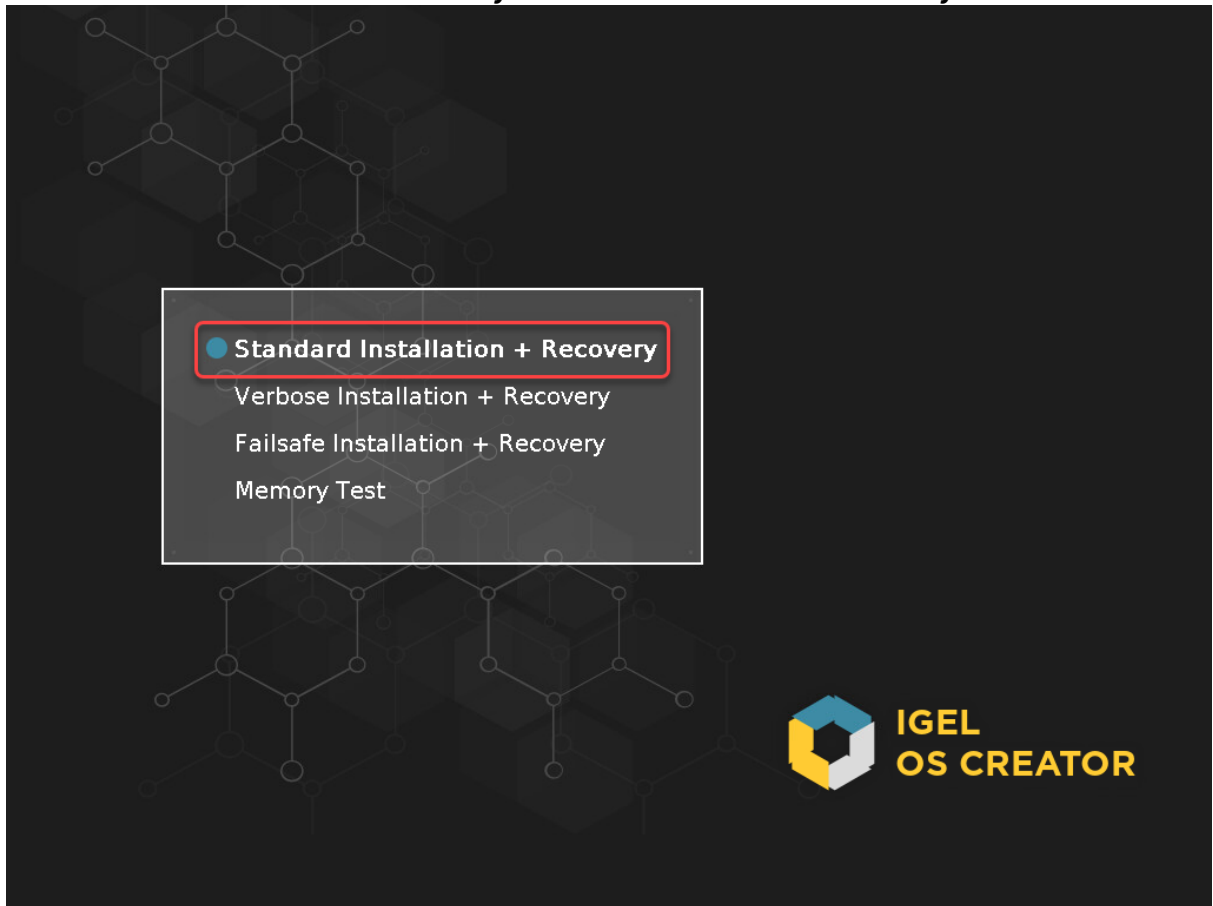 Standard Installation + Recovery
Verbose Installation + Recovery
Failsafe Installation + Recovery
Memory Test
IGEL
OS CREATOR